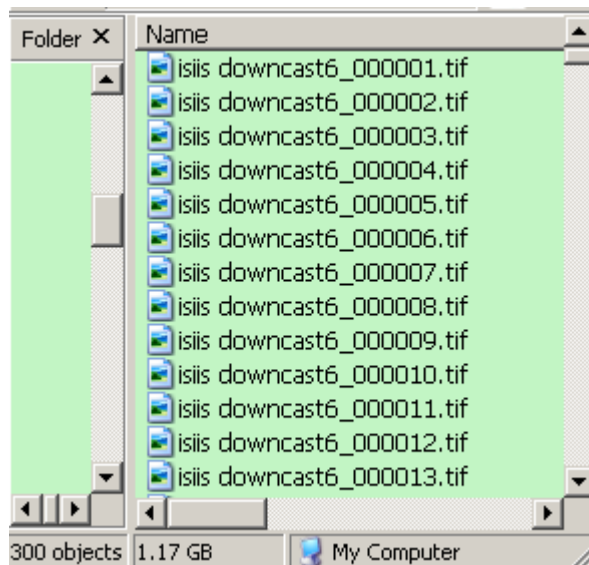 Folder X
Name
isiis downcast6_000001.tif
isiis downcast6_000002.tif
isiis downcast6_000003.tif
isiis downcast6_000004.tif
isiis downcast6_000005.tif
isiis downcast6_000006.tif
isiis downcast6_000007.tif
isiis downcast6_000008.tif
isiis downcast6_000009.tif
isiis downcast6_000010.tif
isiis downcast6_000011.tif
isiis downcast6_000012.tif
isiis downcast6_000013.tif
300 objects 1.17 GB My Computer